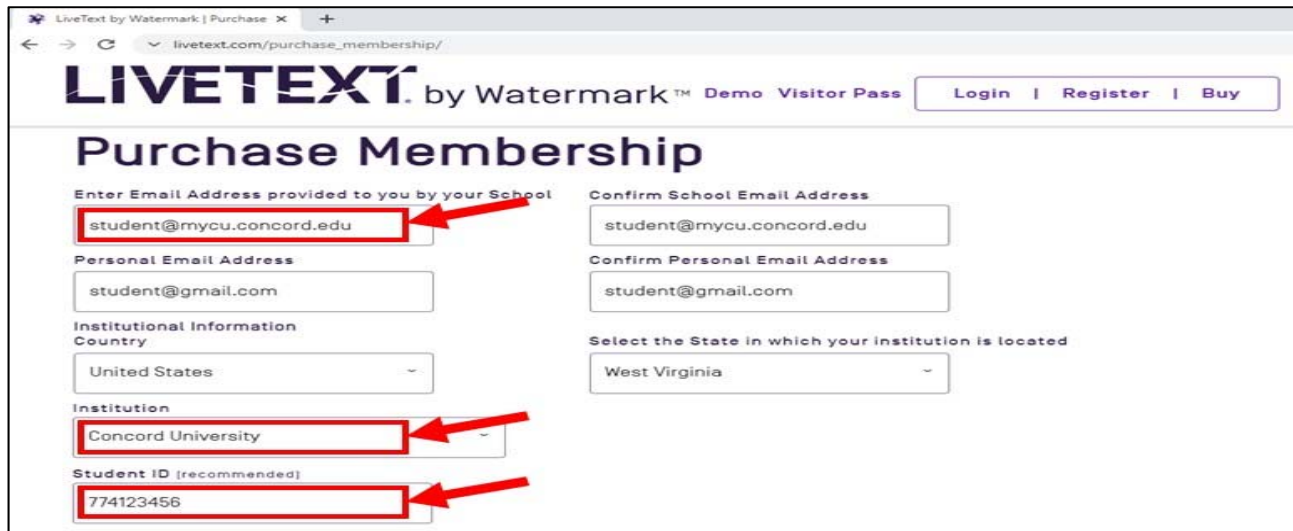 LiveText by Watermark | Purchase
livetext.com/purchase_membership/
LIVETEXT. by Watermark™ Demo Visitor Pass Login | Register | Buy
Purchase Membership
Enter Email Address provided to you by your School Confirm School Email Address
student@mycu.concord.edu student@mycu.concord.edu
Personal Email Address Confirm Personal Email Address
student@gmail.com student@gmail.com
Institutional Information
Country Select the State in which your institution is located
United States West Virginia
Institution
Concord University
Student ID [recommended]
774123456